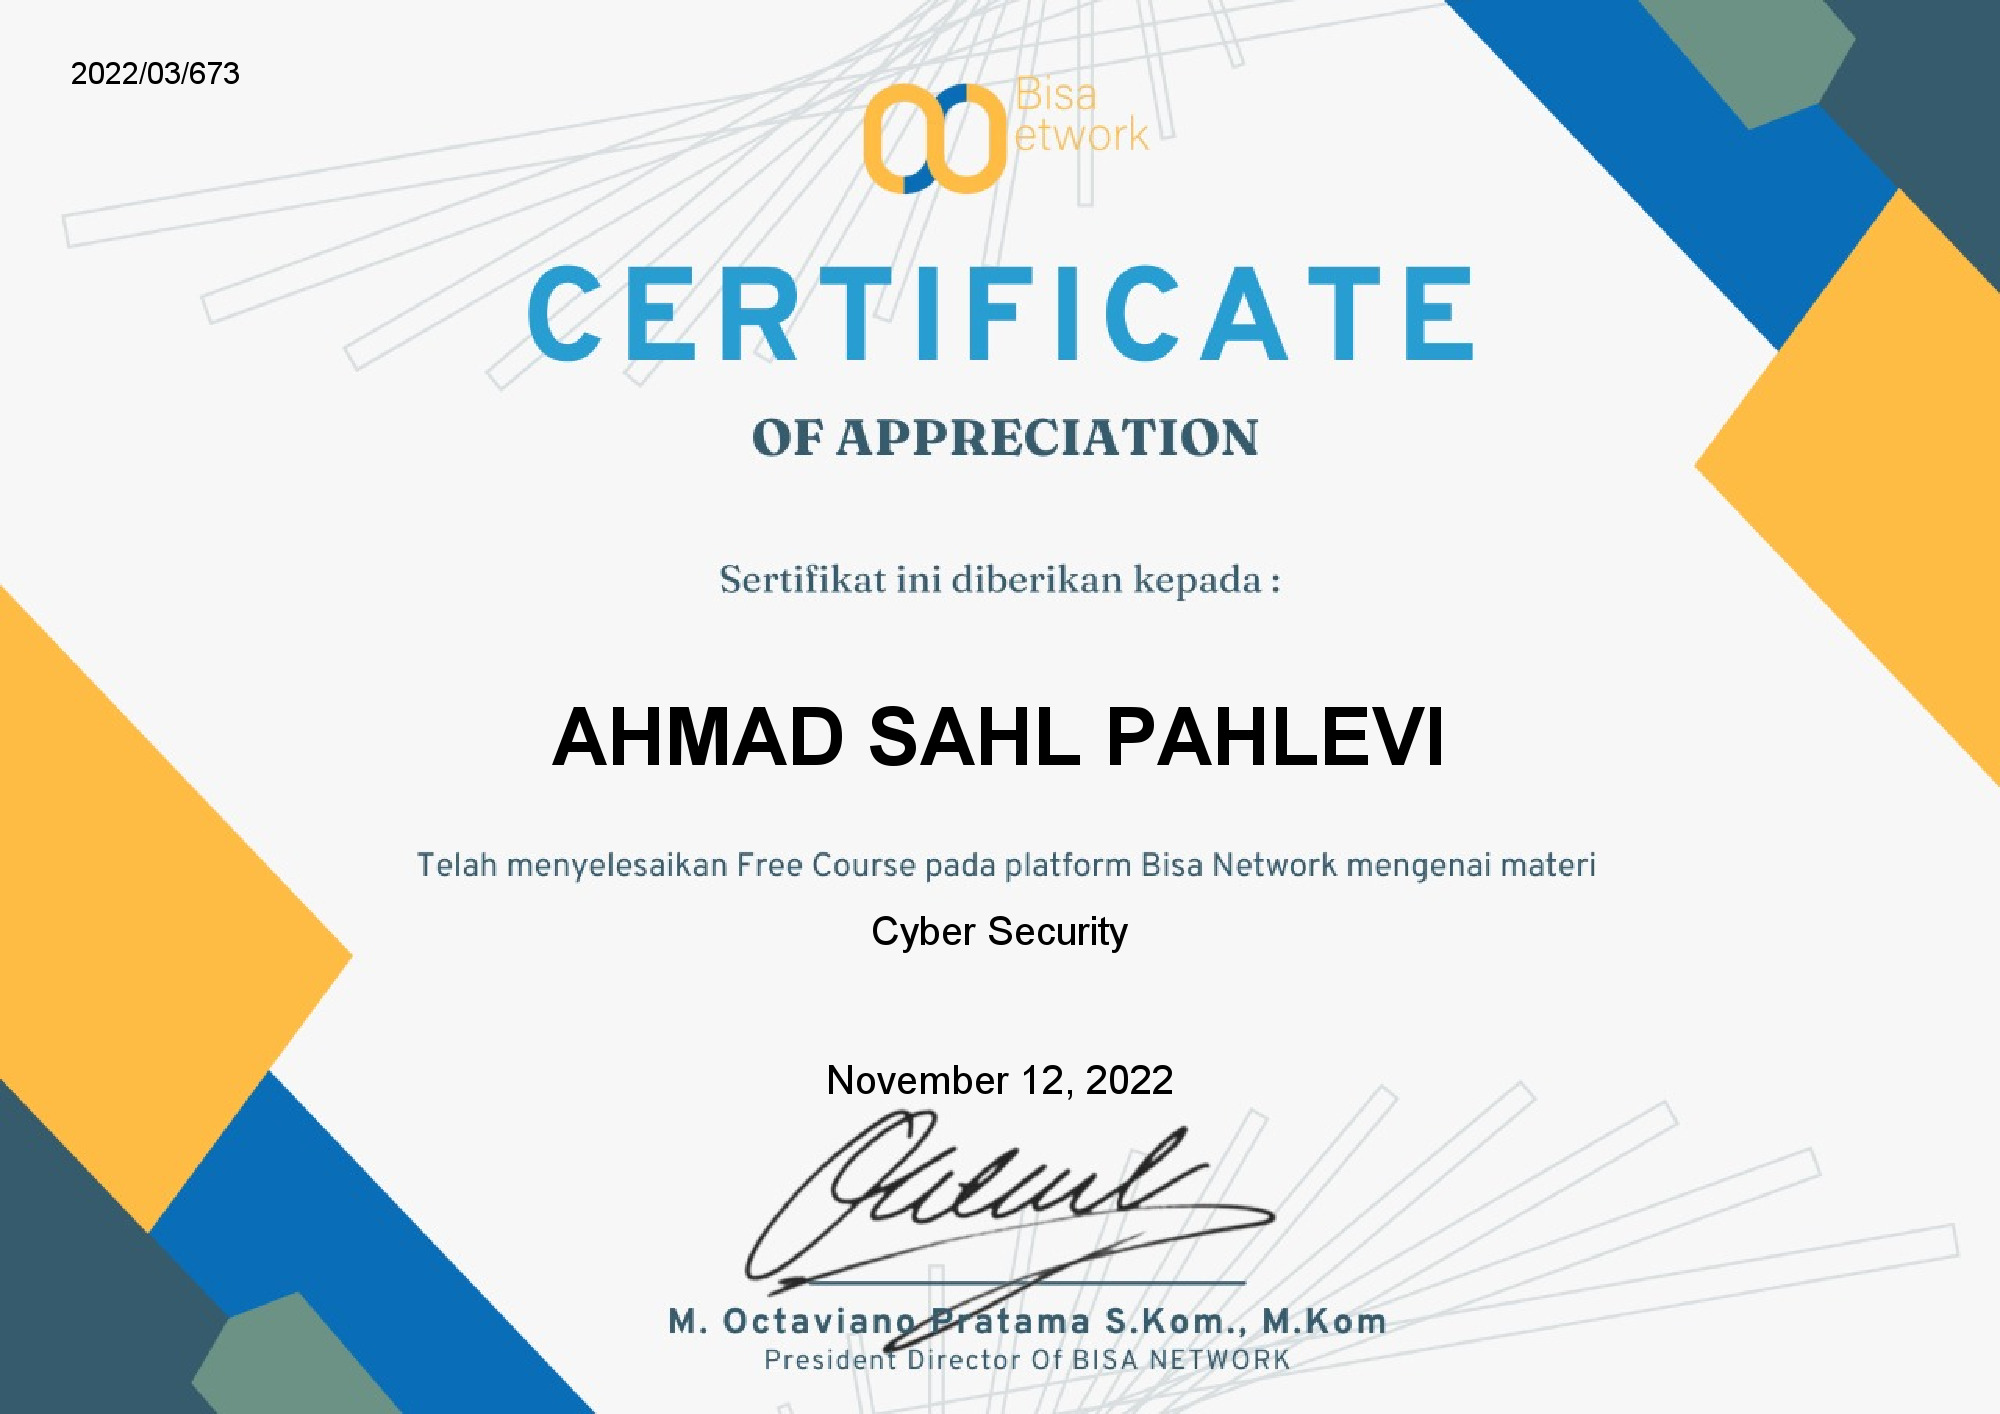 2022/03/673
Bisa
etwork
CERTIFICATE
OF APPRECIATION
Sertifikat ini diberikan kepada :
AHMAD SAHL PAHLEVI
Telah menyelesaikan Free Course pada platform Bisa Network mengenai materi
Cyber Security
November 12, 2022
M. Octaviano Pratama S.Kom., M.Kom
President Director Of BISA NETWORK